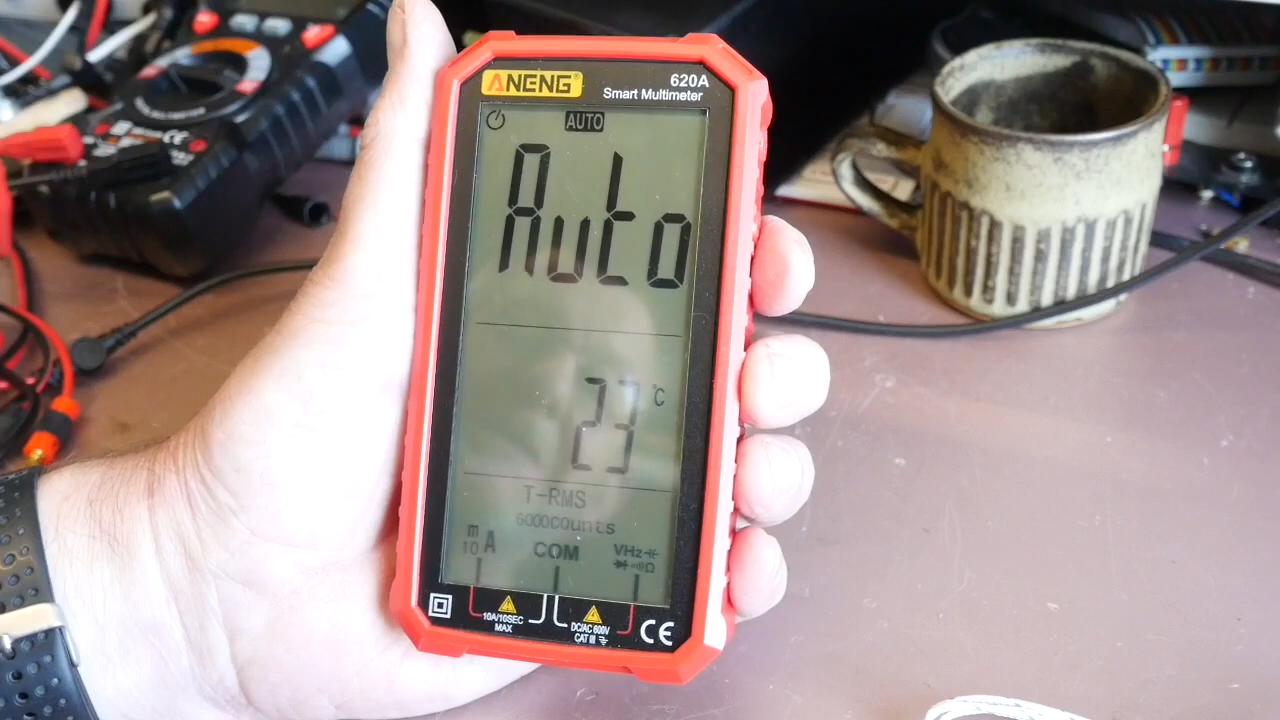 ANENG®
620A
Smart Multimeter
AUTO
Auto
23 °C
T-RMS
6000counts
m
10 A
COM
VHz
Ω
10A/10SEC
MAX
DC/AC 600V
CAT III
CE
CE